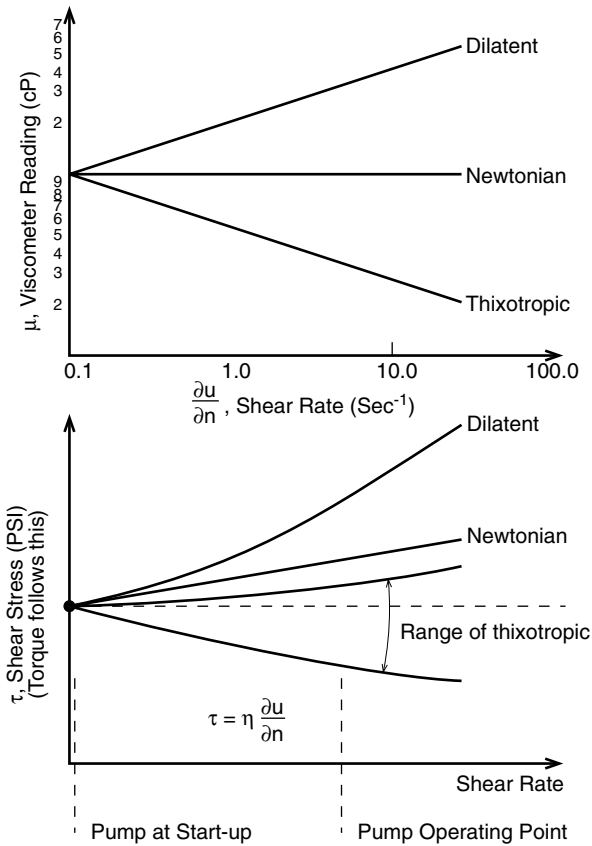 7
6
5
4
3
2
9
8
7
6
5
4
3
2
μ, Viscometer Reading (cP)
Dilatent
Newtonian
Thixotropic
0.1 1.0 10.0 100.0
∂u/∂n , Shear Rate (Sec⁻¹)
τ, Shear Stress (PSI)
(Torque follows this)
Dilatent
Newtonian
Range of thixotropic
τ = η ∂u/∂n
Shear Rate
Pump at Start-up
Pump Operating Point